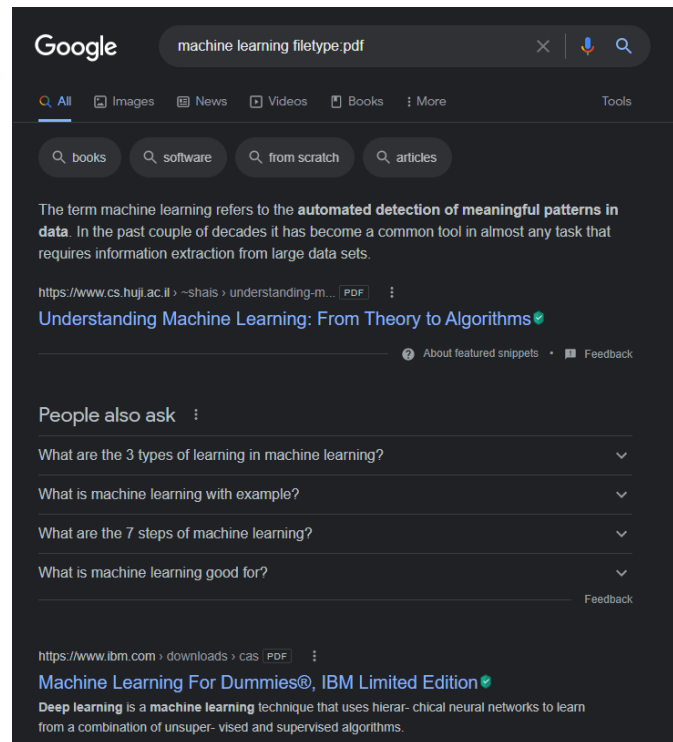 Google
machine learning filetype:pdf
All Images News Videos Books More Tools
books software from scratch articles
The term machine learning refers to the automated detection of meaningful patterns in
data. In the past couple of decades it has become a common tool in almost any task that
requires information extraction from large data sets.
https://www.cs.huji.ac.il › ~shais › understanding-m... PDF
Understanding Machine Learning: From Theory to Algorithms
About featured snippets • Feedback
People also ask
What are the 3 types of learning in machine learning?
What is machine learning with example?
What are the 7 steps of machine learning?
What is machine learning good for?
Feedback
https://www.ibm.com › downloads › cas PDF
Machine Learning For Dummies®, IBM Limited Edition
Deep learning is a machine learning technique that uses hierar- chical neural networks to learn
from a combination of unsuper- vised and supervised algorithms.